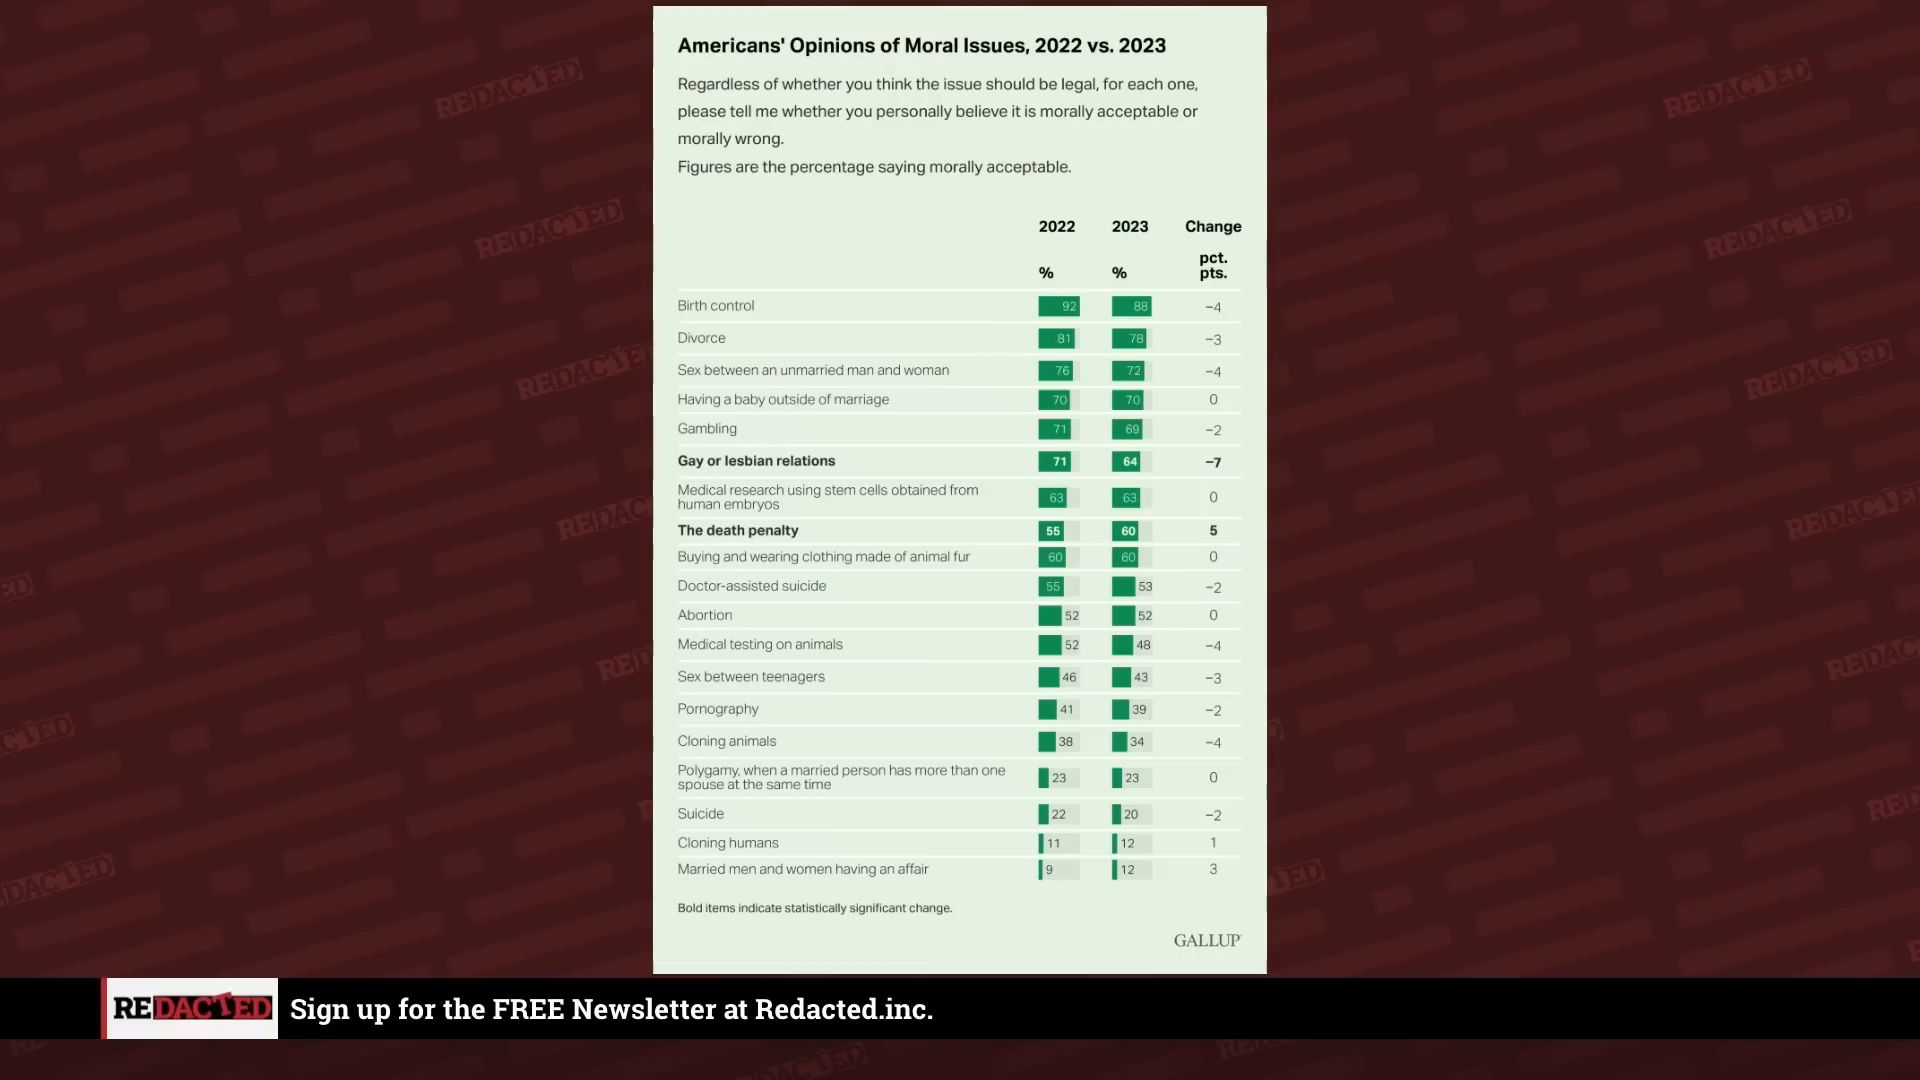 Americans' Opinions of Moral Issues, 2022 vs. 2023
Regardless of whether you think the issue should be legal, for each one,
please tell me whether you personally believe it is morally acceptable or
morally wrong.
Figures are the percentage saying morally acceptable.
2022 2023 Change
% % pct. pts.
Birth control 92 88 −4
Divorce 81 78 −3
Sex between an unmarried man and woman 76 72 −4
Having a baby outside of marriage 70 70 0
Gambling 71 69 −2
Gay or lesbian relations 71 64 −7
Medical research using stem cells obtained from
human embryos 63 63 0
The death penalty 55 60 5
Buying and wearing clothing made of animal fur 60 60 0
Doctor-assisted suicide 55 53 −2
Abortion 52 52 0
Medical testing on animals 52 48 −4
Sex between teenagers 46 43 −3
Pornography 41 39 −2
Cloning animals 38 34 −4
Polygamy, when a married person has more than one
spouse at the same time 23 23 0
Suicide 22 20 −2
Cloning humans 11 12 1
Married men and women having an affair 9 12 3
Bold items indicate statistically significant change.
GALLUP
REDACTED Sign up for the FREE Newsletter at Redacted.inc.
REDACTED
REDACTED
REDACTED
REDACTED
REDACTED